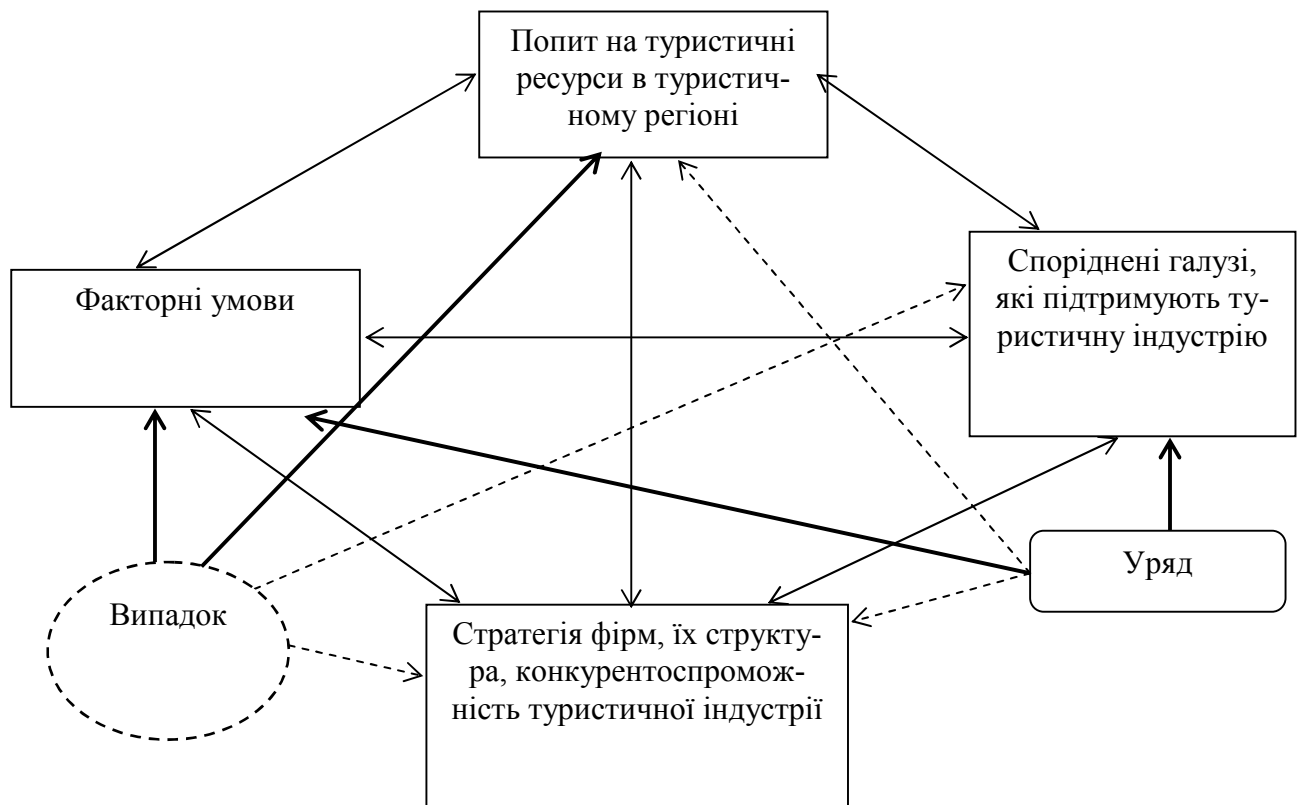 Попит на туристичні
ресурси в туристич-
ному регіоні
Факторні умови
Споріднені галузі,
які підтримують ту-
ристичну індустрію
Випадок
Уряд
Стратегія фірм, їх структу-
ра, конкурентоспромож-
ність туристичної індустрії